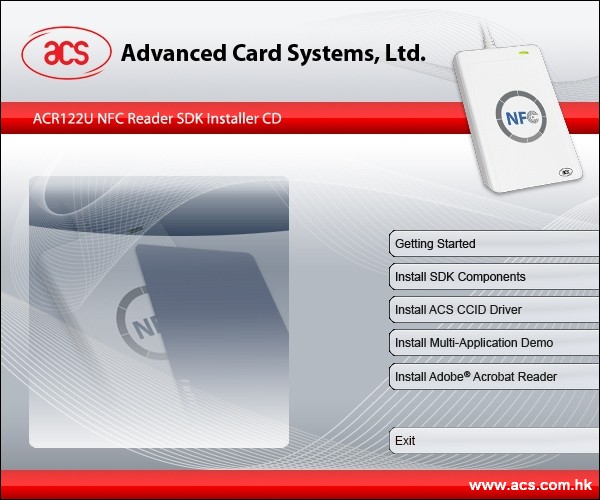 acs
Advanced Card Systems, Ltd.
ACR122U NFC Reader SDK Installer CD
NFC
acs
Getting Started
Install SDK Components
Install ACS CCID Driver
NF
Install Multi-Application Demo
Install Adobe® Acrobat Reader
Exit
www.acs.com.hk